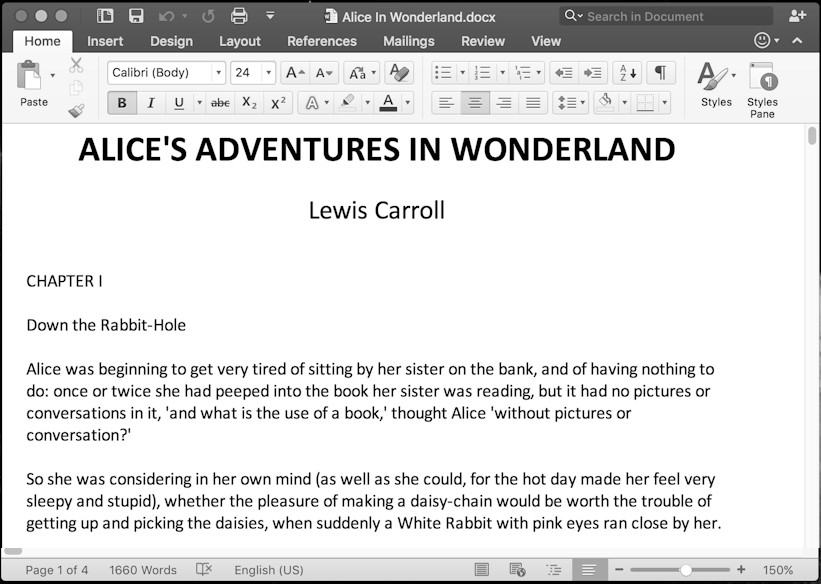 Alice In Wonderland.docx
Search in Document
Home Insert Design Layout References Mailings Review View
Calibri (Body) 24 A A Aa A
Paste
B I U abc X2 X2 A A
A Z
¶
Styles Styles Pane
ALICE'S ADVENTURES IN WONDERLAND
Lewis Carroll
CHAPTER I
Down the Rabbit-Hole
Alice was beginning to get very tired of sitting by her sister on the bank, and of having nothing to
do: once or twice she had peeped into the book her sister was reading, but it had no pictures or
conversations in it, 'and what is the use of a book,' thought Alice 'without pictures or
conversation?'
So she was considering in her own mind (as well as she could, for the hot day made her feel very
sleepy and stupid), whether the pleasure of making a daisy-chain would be worth the trouble of
getting up and picking the daisies, when suddenly a White Rabbit with pink eyes ran close by her.
Page 1 of 4 1660 Words English (US) 150%